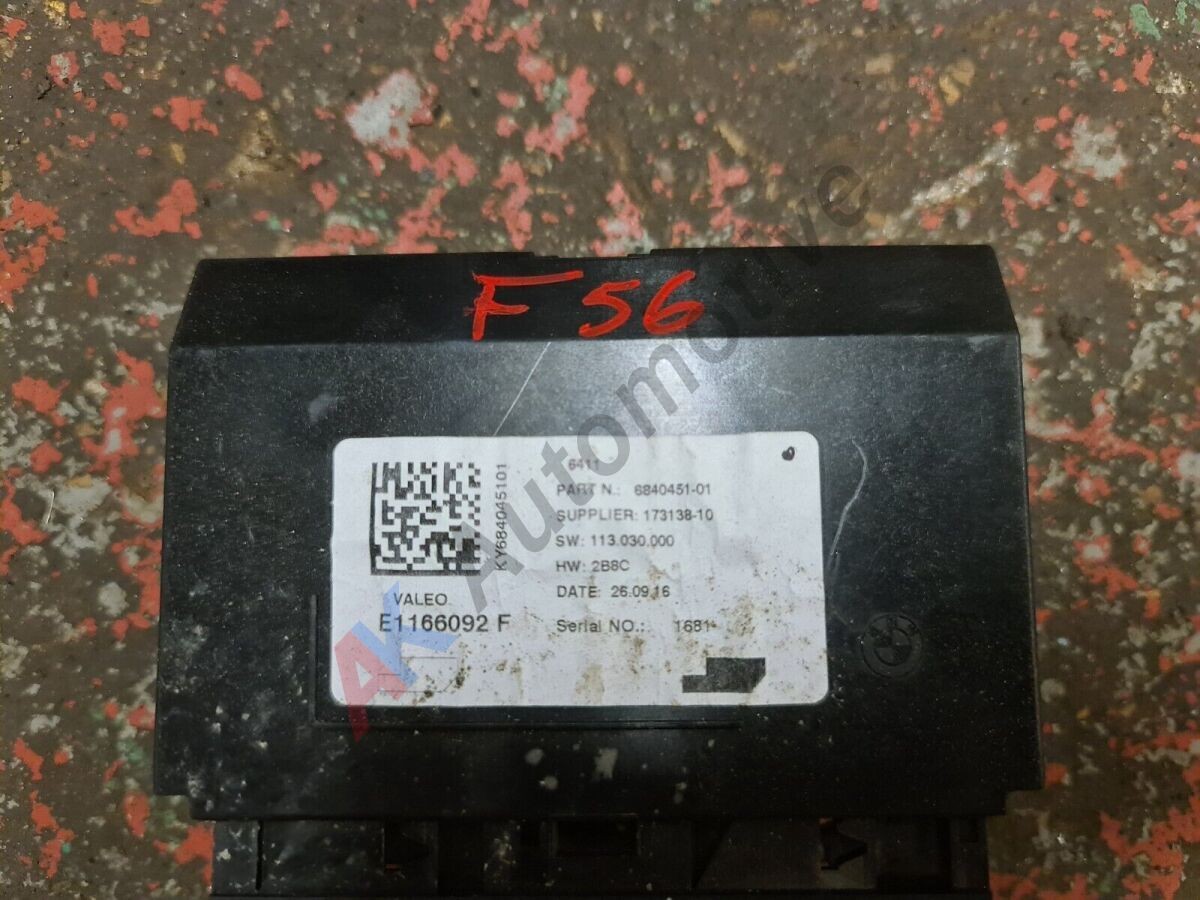 F56
6411
PART N.: 6840451-01
SUPPLIER: 173138-10
SW: 113.030.000
HW: 2B8C
DATE: 26.09.16
Serial NO.: 1681
KY684045101
VALEO
E1166092 F
AK Automotive